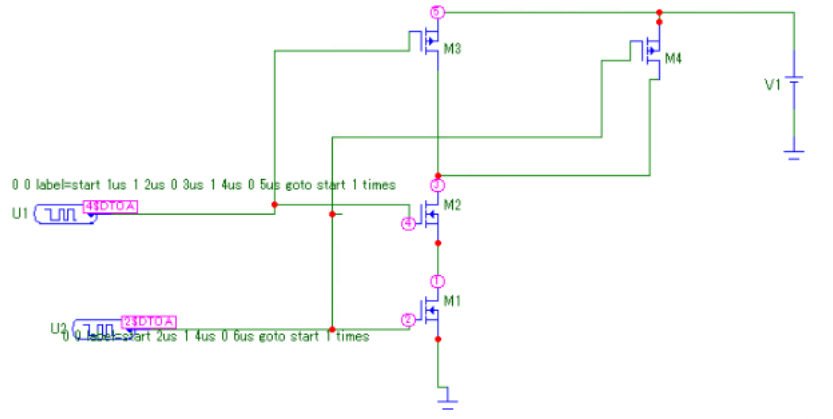 5
M3
M4
V1
0 0 label=start 1us 1 2us 0 3us 1 4us 0 5us goto start 1 times
3
M2
U1
4$DTOA
4
1
M1
2$DTOA
2
U2
0 0 label=start 2us 1 4us 0 6us goto start 1 times